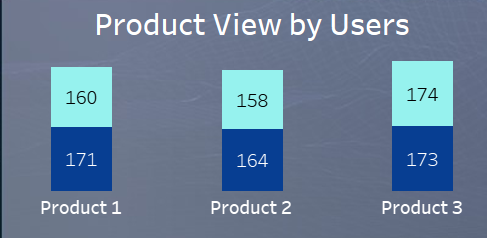 Product View by Users
160 158 174
171 164 173
Product 1 Product 2 Product 3